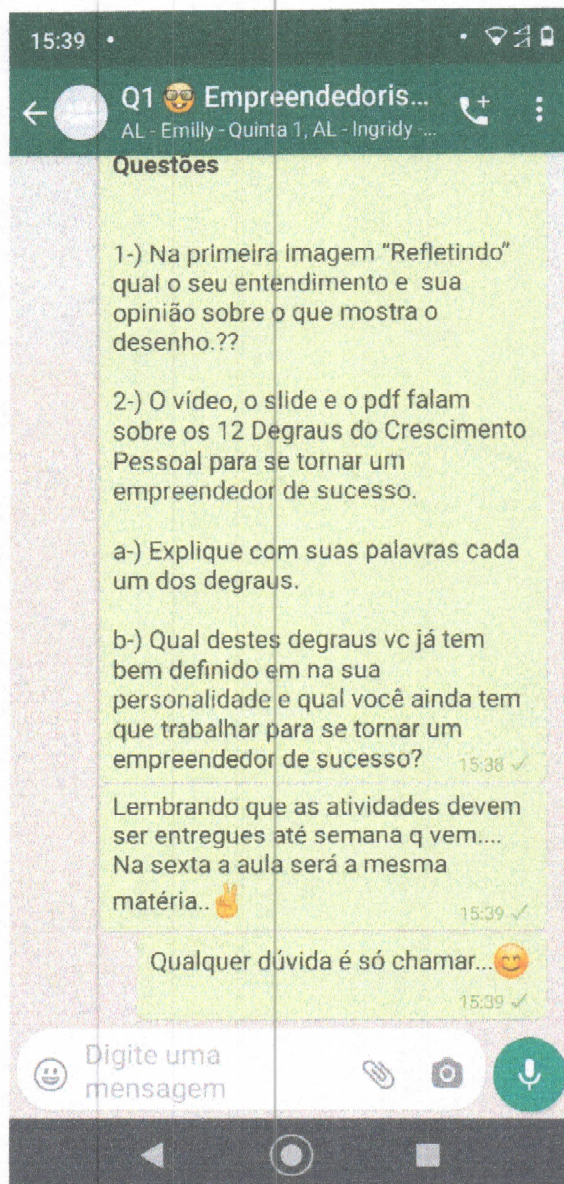 15:39
Q1 🤓 Empreendedoris...
AL - Emilly - Quinta 1, AL - Ingridy -...
Questões
1-) Na primeira imagem "Refletindo"
qual o seu entendimento e sua
opinião sobre o que mostra o
desenho.??
2-) O vídeo, o slide e o pdf falam
sobre os 12 Degraus do Crescimento
Pessoal para se tornar um
empreendedor de sucesso.
a-) Explique com suas palavras cada
um dos degraus.
b-) Qual destes degraus vc já tem
bem definido em na sua
personalidade e qual você ainda tem
que trabalhar para se tornar um
empreendedor de sucesso?
15:38
Lembrando que as atividades devem
ser entregues até semana q vem....
Na sexta a aula será a mesma
matéria..✌
15:39
Qualquer dúvida é só chamar...😊
15:39
Digite uma
mensagem